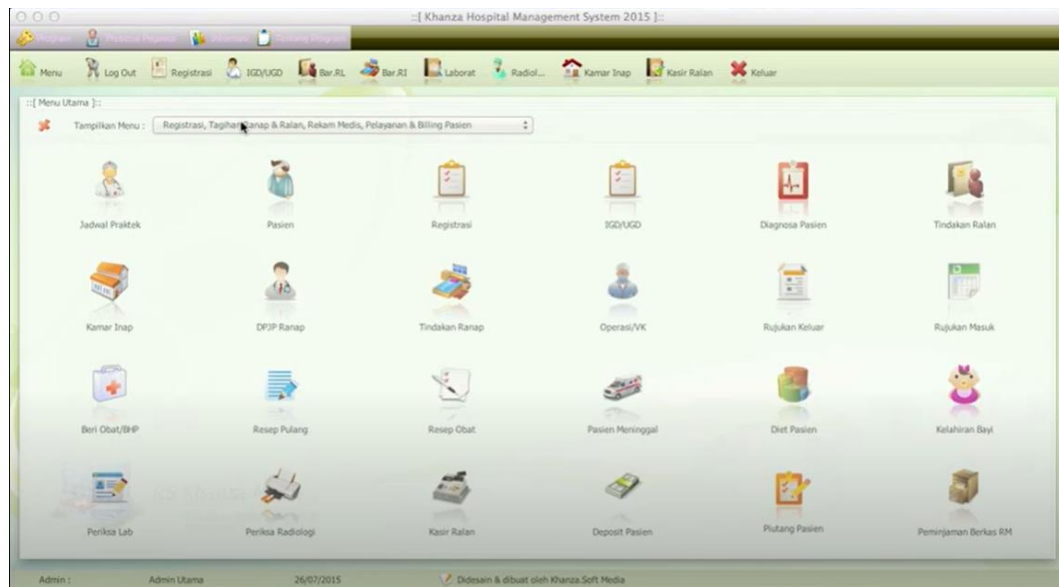 ::[ Khanza Hospital Management System 2015 ]::
Program
Menu Log Out Registrasi IGD/UGD Bar.RL Bar.RI Laborat Radiol... Kamar Inap Kasir Ralan Keluar
::[ Menu Utama ]::
Tampilkan Menu : Registrasi, Tagihan Ranap & Ralan, Rekam Medis, Pelayanan & Billing Pasien
Jadwal Praktek Pasien Registrasi IGD/UGD Diagnosa Pasien Tindakan Ralan
Kamar Inap DPJP Ranap Tindakan Ranap Operasi/VK Rujukan Keluar Rujukan Masuk
Beri Obat/BHP Resep Pulang Resep Obat Pasien Meninggal Diet Pasien Kelahiran Bayi
Periksa Lab Periksa Radiologi Kasir Ralan Deposit Pasien Piutang Pasien Peminjaman Berkas RM
Admin : Admin Utama 26/07/2015 Didesain & dibuat oleh Khanza.Soft Media